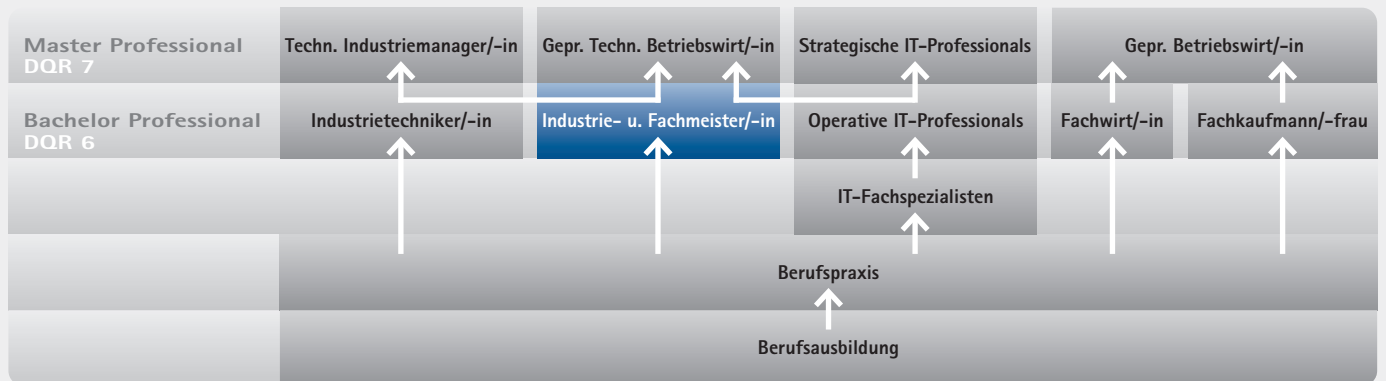 Master Professional
DQR 7
Techn. Industriemanager/-in
Gepr. Techn. Betriebswirt/-in
Strategische IT-Professionals
Gepr. Betriebswirt/-in
Bachelor Professional
DQR 6
Industrietechniker/-in
Industrie- u. Fachmeister/-in
Operative IT-Professionals
Fachwirt/-in
Fachkaufmann/-frau
IT-Fachspezialisten
Berufspraxis
Berufsausbildung